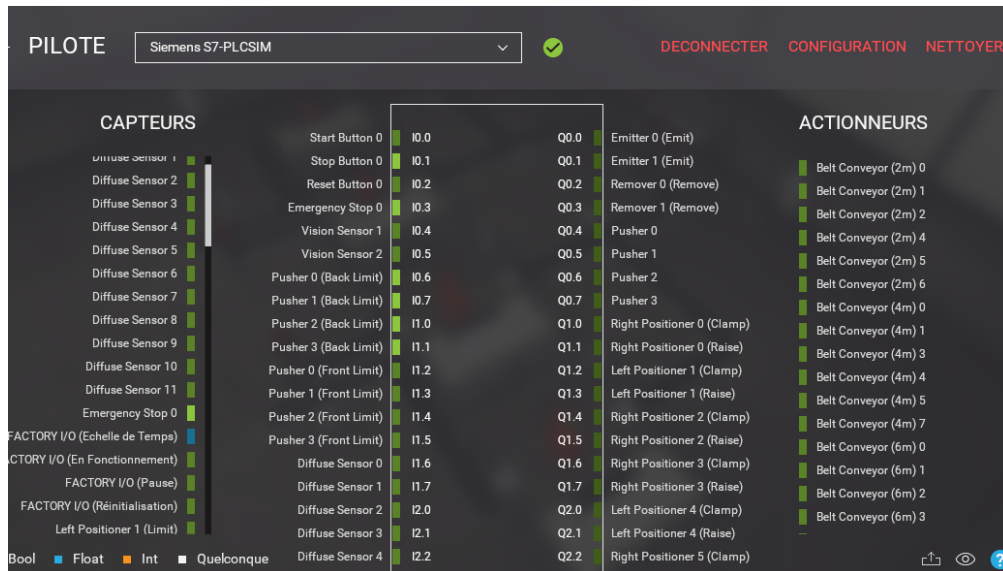 PILOTE
Siemens S7-PLCSIM
DECONNECTER CONFIGURATION NETTOYER
CAPTEURS
Diffuse Sensor 1
Diffuse Sensor 2
Diffuse Sensor 3
Diffuse Sensor 4
Diffuse Sensor 5
Diffuse Sensor 6
Diffuse Sensor 7
Diffuse Sensor 8
Diffuse Sensor 9
Diffuse Sensor 10
Diffuse Sensor 11
Emergency Stop 0
FACTORY I/O (Echelle de Temps)
ACTORY I/O (En Fonctionnement)
FACTORY I/O (Pause)
FACTORY I/O (Réinitialisation)
Left Positioner 1 (Limit)
Bool Float Int Quelconque
Start Button 0 I0.0
Stop Button 0 I0.1
Reset Button 0 I0.2
Emergency Stop 0 I0.3
Vision Sensor 1 I0.4
Vision Sensor 2 I0.5
Pusher 0 (Back Limit) I0.6
Pusher 1 (Back Limit) I0.7
Pusher 2 (Back Limit) I1.0
Pusher 3 (Back Limit) I1.1
Pusher 0 (Front Limit) I1.2
Pusher 1 (Front Limit) I1.3
Pusher 2 (Front Limit) I1.4
Pusher 3 (Front Limit) I1.5
Diffuse Sensor 0 I1.6
Diffuse Sensor 1 I1.7
Diffuse Sensor 2 I2.0
Diffuse Sensor 3 I2.1
Diffuse Sensor 4 I2.2
Q0.0 Emitter 0 (Emit)
Q0.1 Emitter 1 (Emit)
Q0.2 Remover 0 (Remove)
Q0.3 Remover 1 (Remove)
Q0.4 Pusher 0
Q0.5 Pusher 1
Q0.6 Pusher 2
Q0.7 Pusher 3
Q1.0 Right Positioner 0 (Clamp)
Q1.1 Right Positioner 0 (Raise)
Q1.2 Left Positioner 1 (Clamp)
Q1.3 Left Positioner 1 (Raise)
Q1.4 Right Positioner 2 (Clamp)
Q1.5 Right Positioner 2 (Raise)
Q1.6 Right Positioner 3 (Clamp)
Q1.7 Right Positioner 3 (Raise)
Q2.0 Left Positioner 4 (Clamp)
Q2.1 Left Positioner 4 (Raise)
Q2.2 Right Positioner 5 (Clamp)
ACTIONNEURS
Belt Conveyor (2m) 0
Belt Conveyor (2m) 1
Belt Conveyor (2m) 2
Belt Conveyor (2m) 4
Belt Conveyor (2m) 5
Belt Conveyor (2m) 6
Belt Conveyor (4m) 0
Belt Conveyor (4m) 1
Belt Conveyor (4m) 3
Belt Conveyor (4m) 4
Belt Conveyor (4m) 5
Belt Conveyor (4m) 7
Belt Conveyor (6m) 0
Belt Conveyor (6m) 1
Belt Conveyor (6m) 2
Belt Conveyor (6m) 3
?